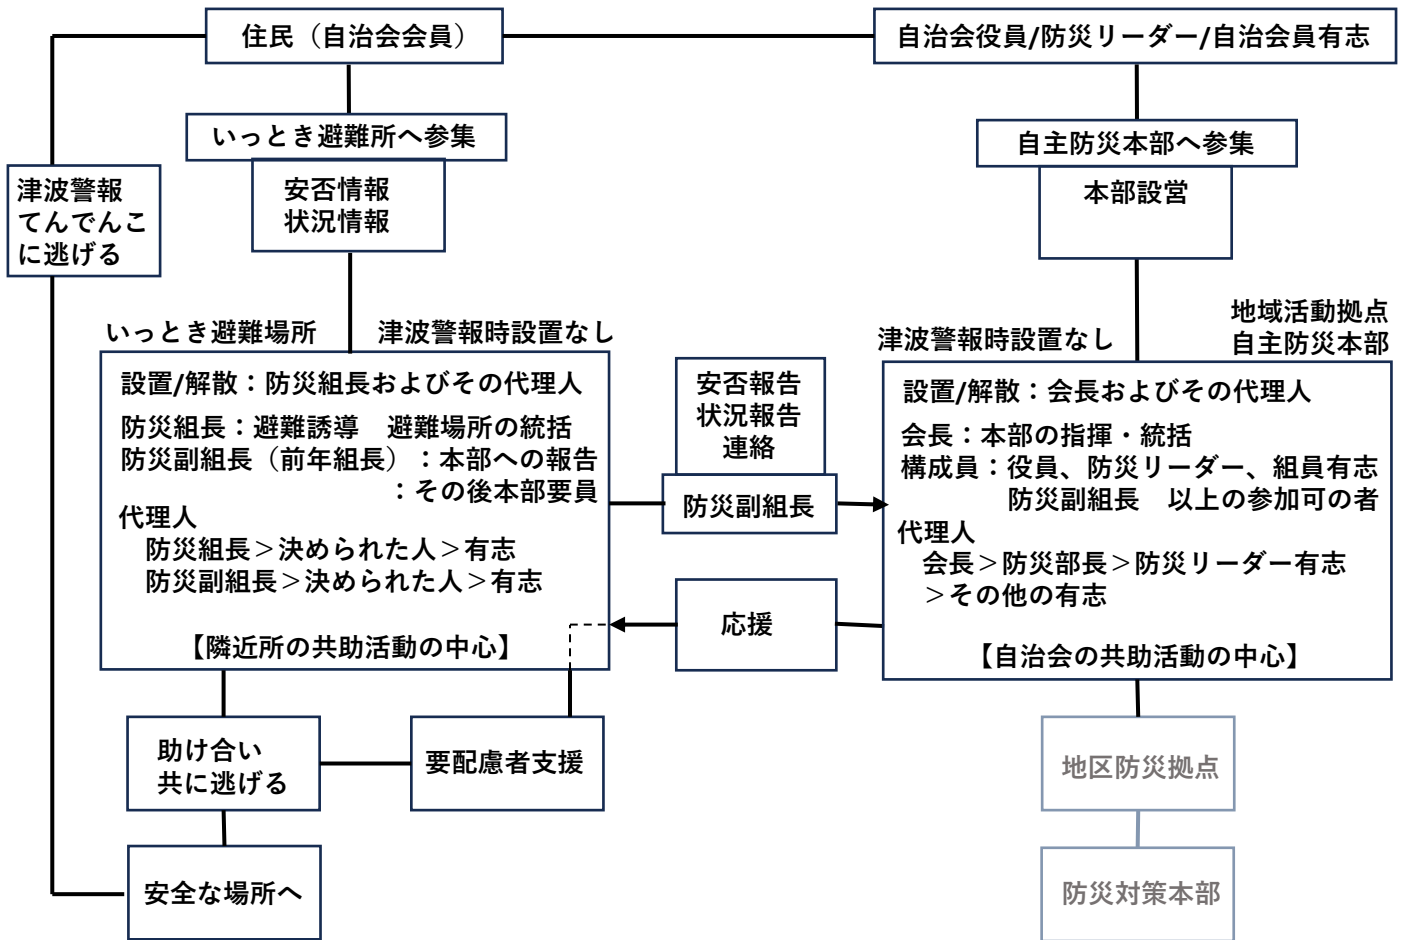 住民（自治会会員）
自治会役員/防災リーダー/自治会員有志
いっとき避難所へ参集
自主防災本部へ参集
津波警報
てんでんこ
に逃げる
安否情報
状況情報
本部設営
いっとき避難場所　津波警報時設置なし
津波警報時設置なし
地域活動拠点
自主防災本部
設置/解散：防災組長およびその代理人
防災組長：避難誘導　避難場所の統括
防災副組長（前年組長）：本部への報告
：その後本部要員
代理人
防災組長＞決められた人＞有志
防災副組長＞決められた人＞有志
【隣近所の共助活動の中心】
安否報告
状況報告
連絡
防災副組長
応援
設置/解散：会長およびその代理人
会長：本部の指揮・統括
構成員：役員、防災リーダー、組員有志
防災副組長　以上の参加可の者
代理人
会長＞防災部長＞防災リーダー有志
＞その他の有志
【自治会の共助活動の中心】
助け合い
共に逃げる
要配慮者支援
安全な場所へ
地区防災拠点
防災対策本部